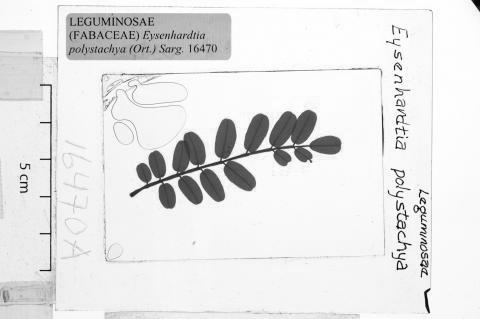 LEGUMINOSAE
(FABACEAE) Eysenhardtia
polystachya (Ort.) Sarg. 16470
5 cm
16470A
Eysenhardtia polystachya
Leguminosae